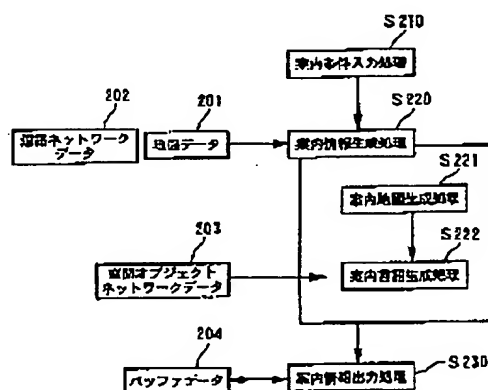 S210
案内条件入力処理
S220
202
201
道路ネットワーク
データ
地図データ
案内情報生成処理
S221
案内地図生成処理
203
S222
空間オブジェクト
ネットワークデータ
案内言語生成処理
204
S230
バッファデータ
案内情報出力処理